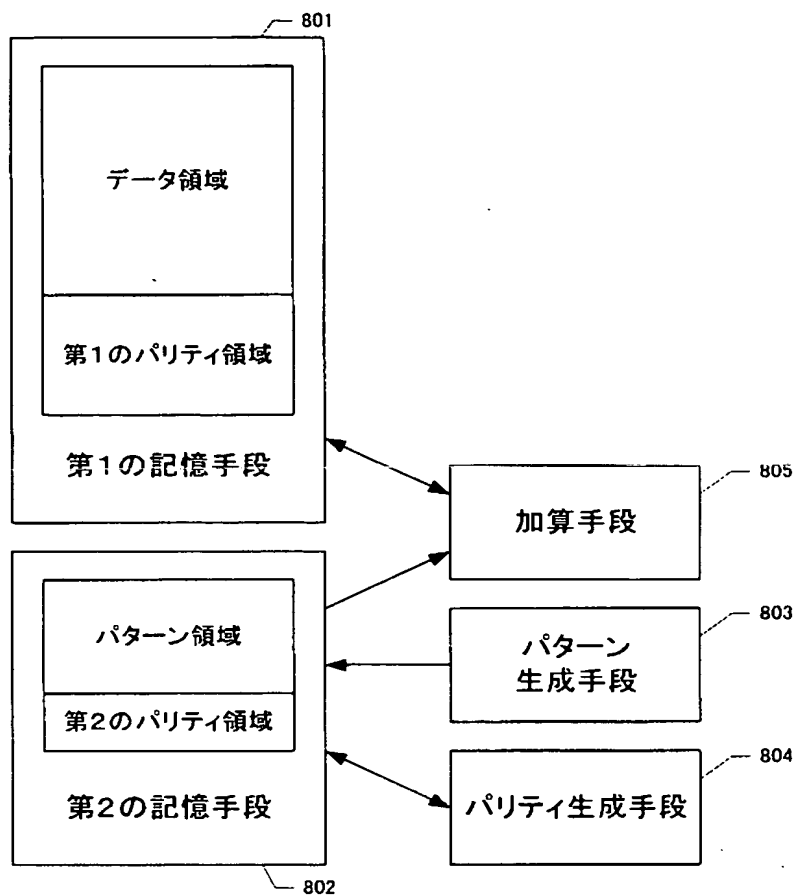 801
データ領域
第1のパリティ領域
第1の記憶手段
805
加算手段
803
パターン領域
パターン
生成手段
第2のパリティ領域
804
パリティ生成手段
第2の記憶手段
802